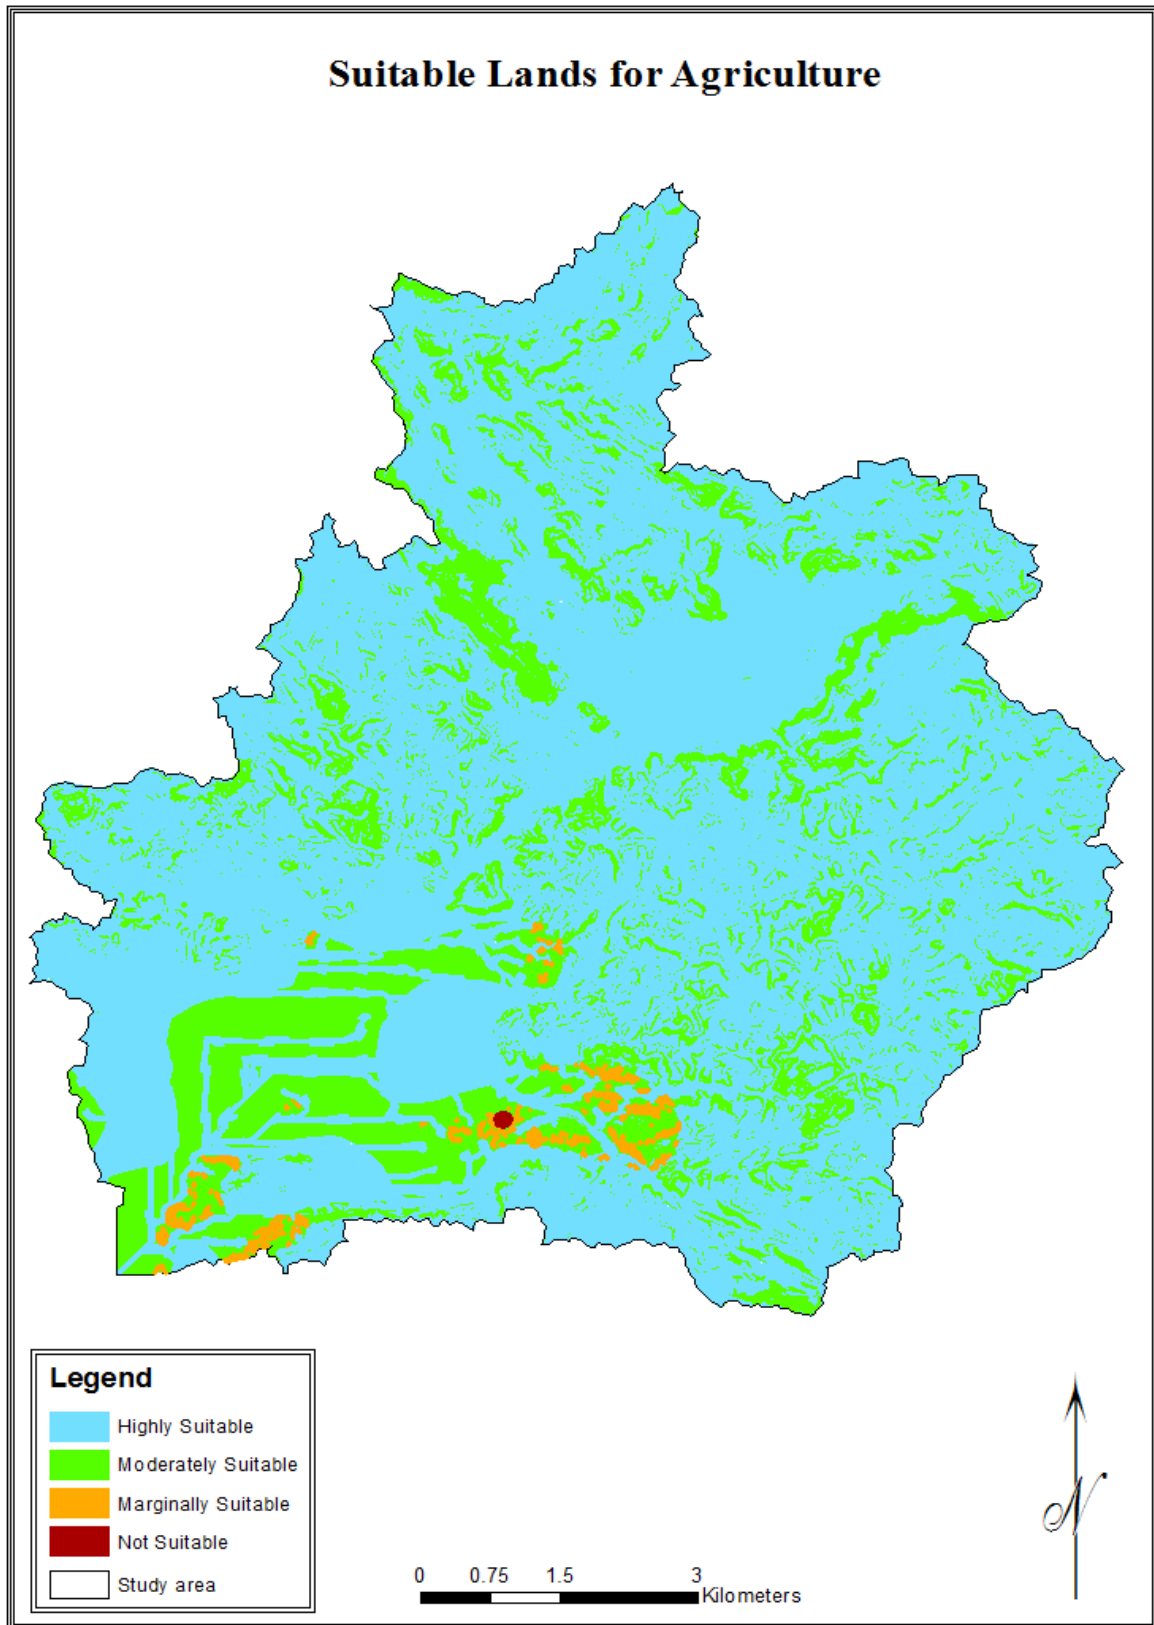 Suitable Lands for Agriculture
Legend
Highly Suitable
Moderately Suitable
Marginally Suitable
Not Suitable
Study area
0 0.75 1.5 3
Kilometers
N